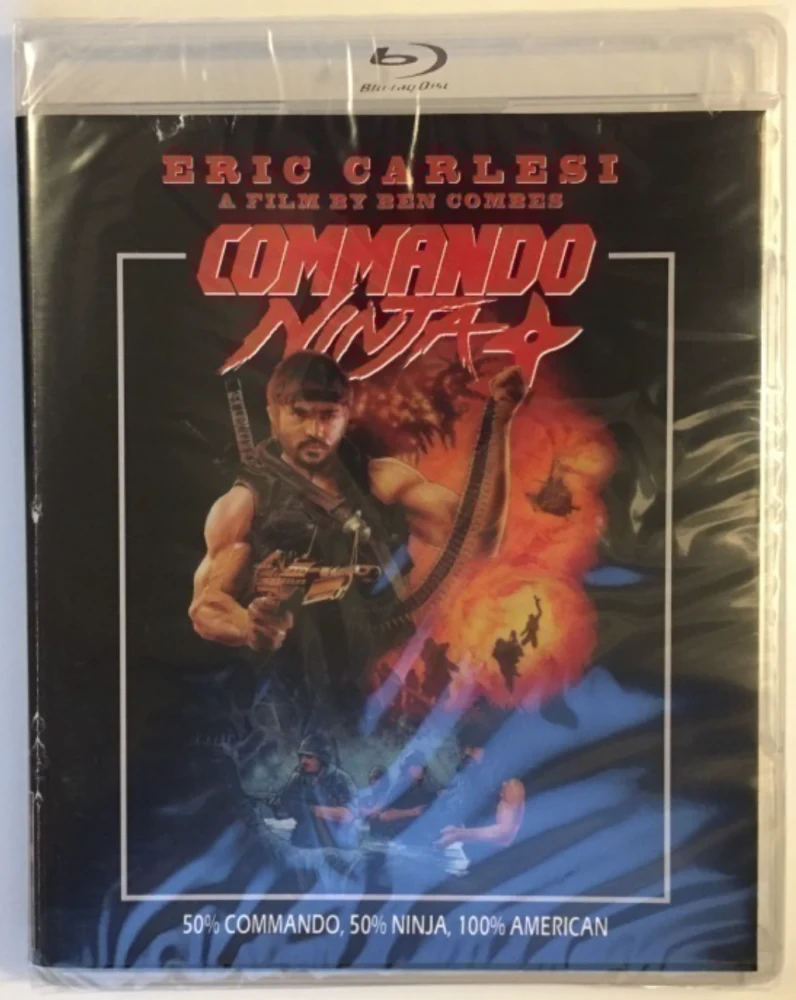 Blu-ray Disc
ERIC CARLESI
A FILM BY BEN COMBES
COMMANDO
NINJA
50% COMMANDO, 50% NINJA, 100% AMERICAN